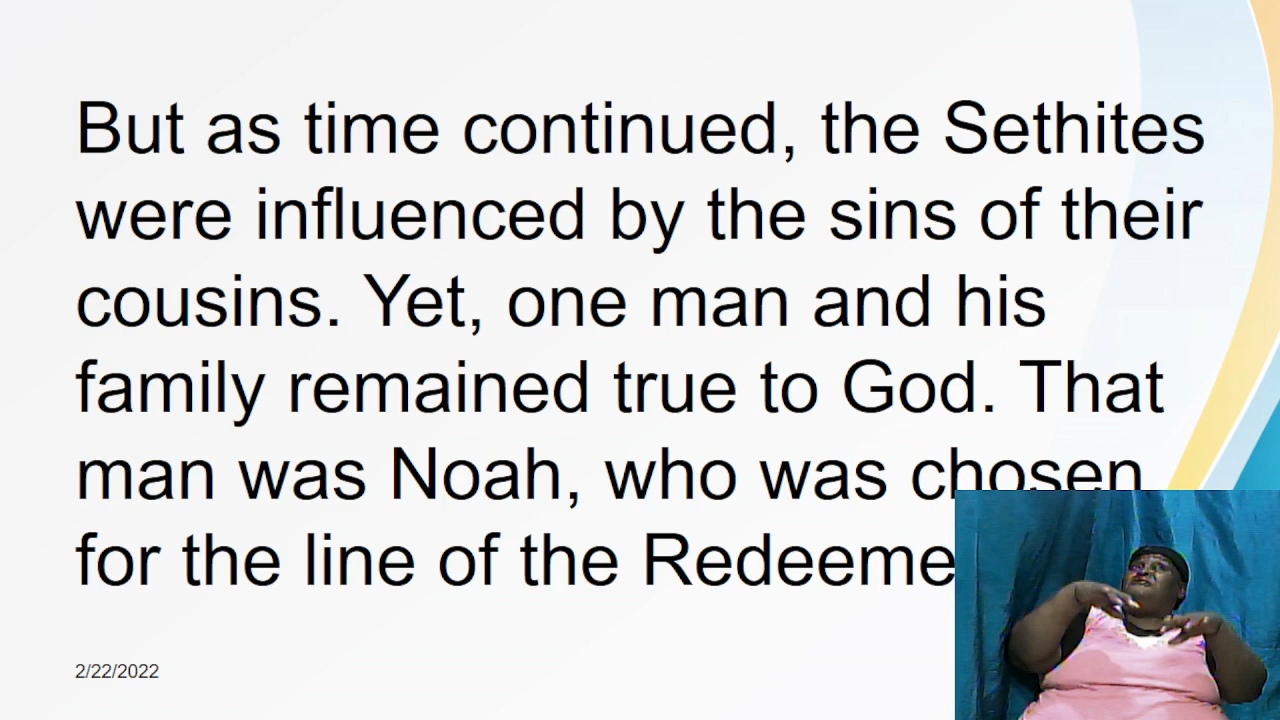 But as time continued, the Sethites
were influenced by the sins of their
cousins. Yet, one man and his
family remained true to God. That
man was Noah, who was chosen
for the line of the Redeeme
2/22/2022